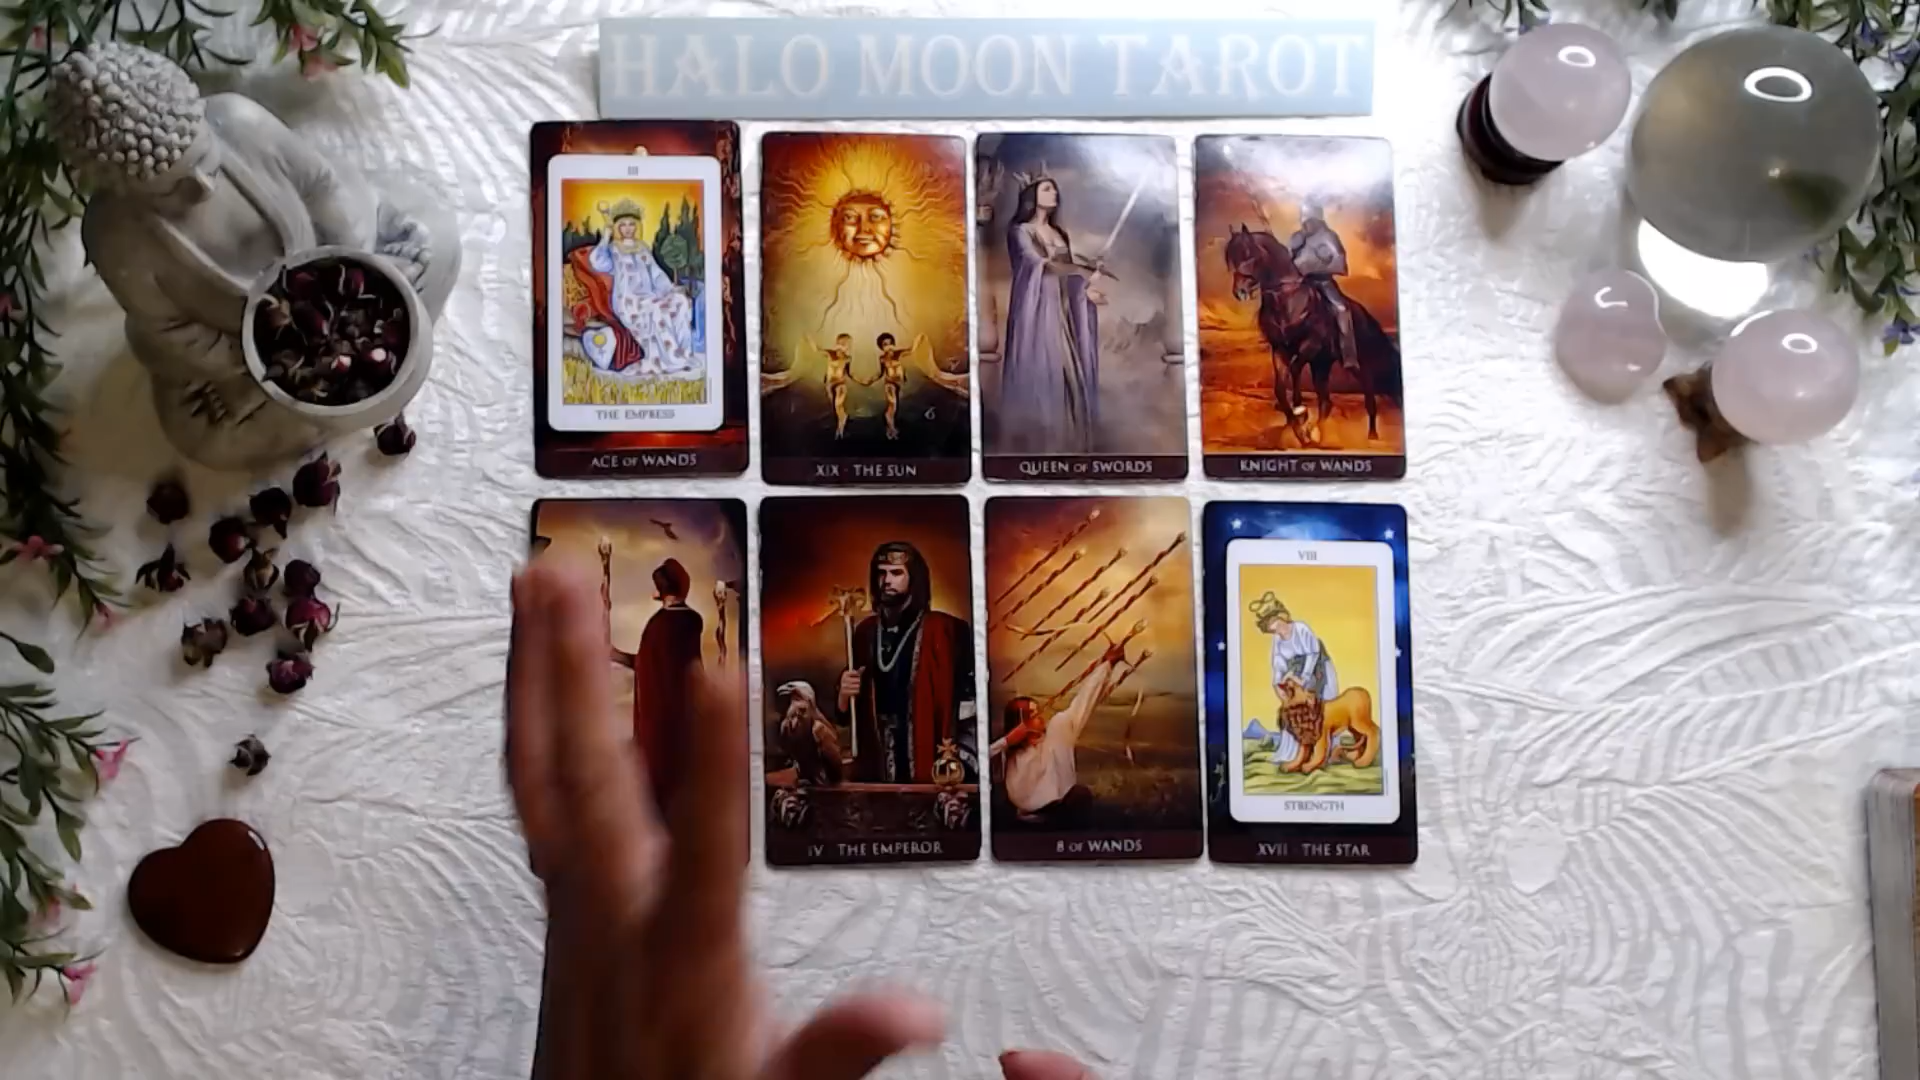 HALO MOON TAROT
III
THE EMPRESS
ACE OF WANDS
XIX · THE SUN
6
QUEEN OF SWORDS
KNIGHT OF WANDS
IV · THE EMPEROR
8 OF WANDS
VIII
STRENGTH
XVII · THE STAR